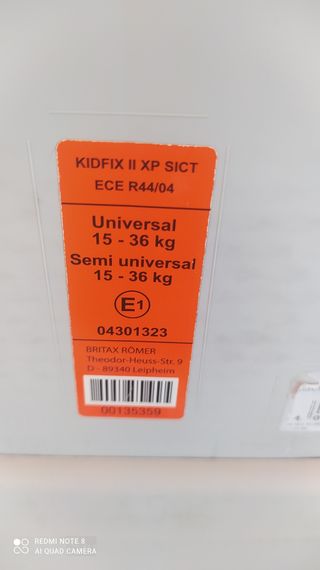 KIDFIX II XP SICT
ECE R44/04
Universal
15 - 36 kg
Semi universal
15 - 36 kg
E1
04301323
BRITAX RÖMER
Theodor-Heuss-Str. 9
D - 89340 Leipheim
00135359
REDMI NOTE 8
AI QUAD CAMERA